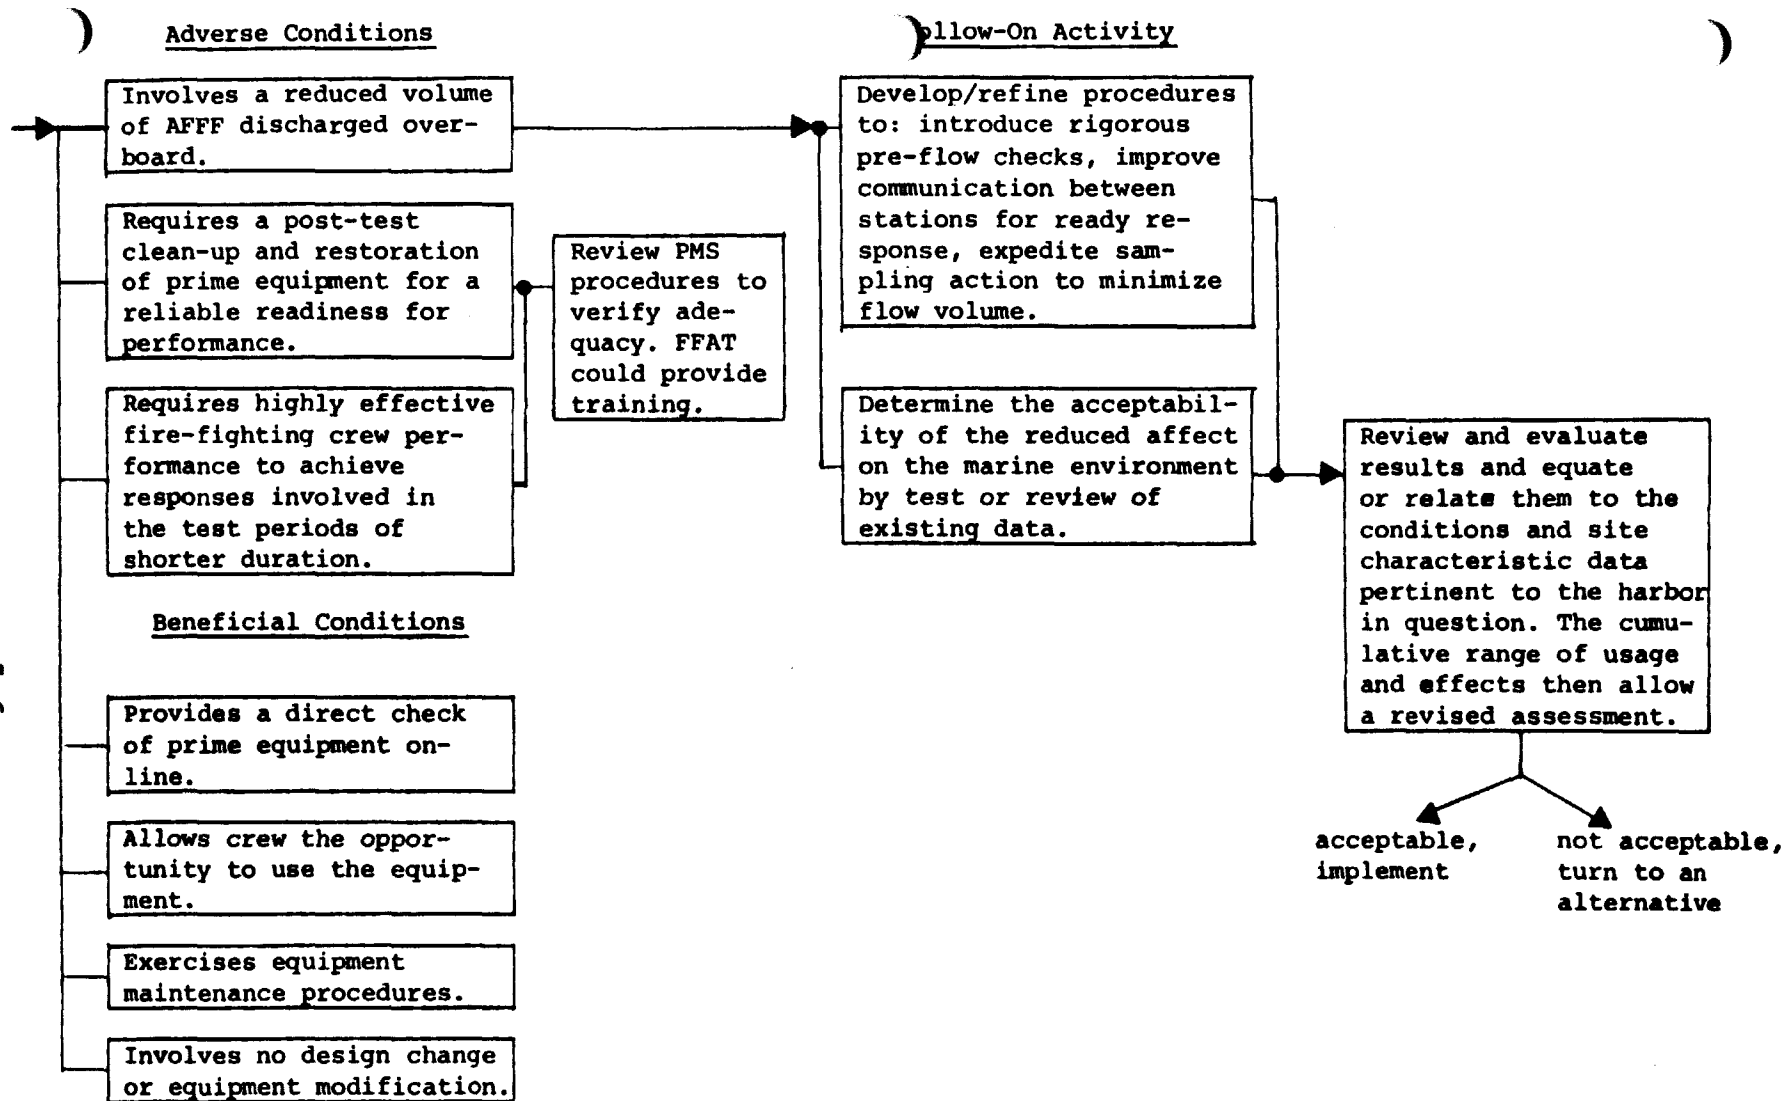 Adverse Conditions
Involves a reduced volume
of AFFF discharged over-
board.
Requires a post-test
clean-up and restoration
of prime equipment for a
reliable readiness for
performance.
Requires highly effective
fire-fighting crew per-
formance to achieve
responses involved in
the test periods of
shorter duration.
Review PMS
procedures to
verify ade-
quacy. FFAT
could provide
training.
Beneficial Conditions
Provides a direct check
of prime equipment on-
line.
Allows crew the oppor-
tunity to use the equip-
ment.
Exercises equipment
maintenance procedures.
Involves no design change
or equipment modification.
ollow-On Activity
Develop/refine procedures
to: introduce rigorous
pre-flow checks, improve
communication between
stations for ready re-
sponse, expedite sam-
pling action to minimize
flow volume.
Determine the acceptabil-
ity of the reduced affect
on the marine environment
by test or review of
existing data.
Review and evaluate
results and equate
or relate them to the
conditions and site
characteristic data
pertinent to the harbor
in question. The cumu-
lative range of usage
and effects then allow
a revised assessment.
acceptable,
implement
not acceptable,
turn to an
alternative